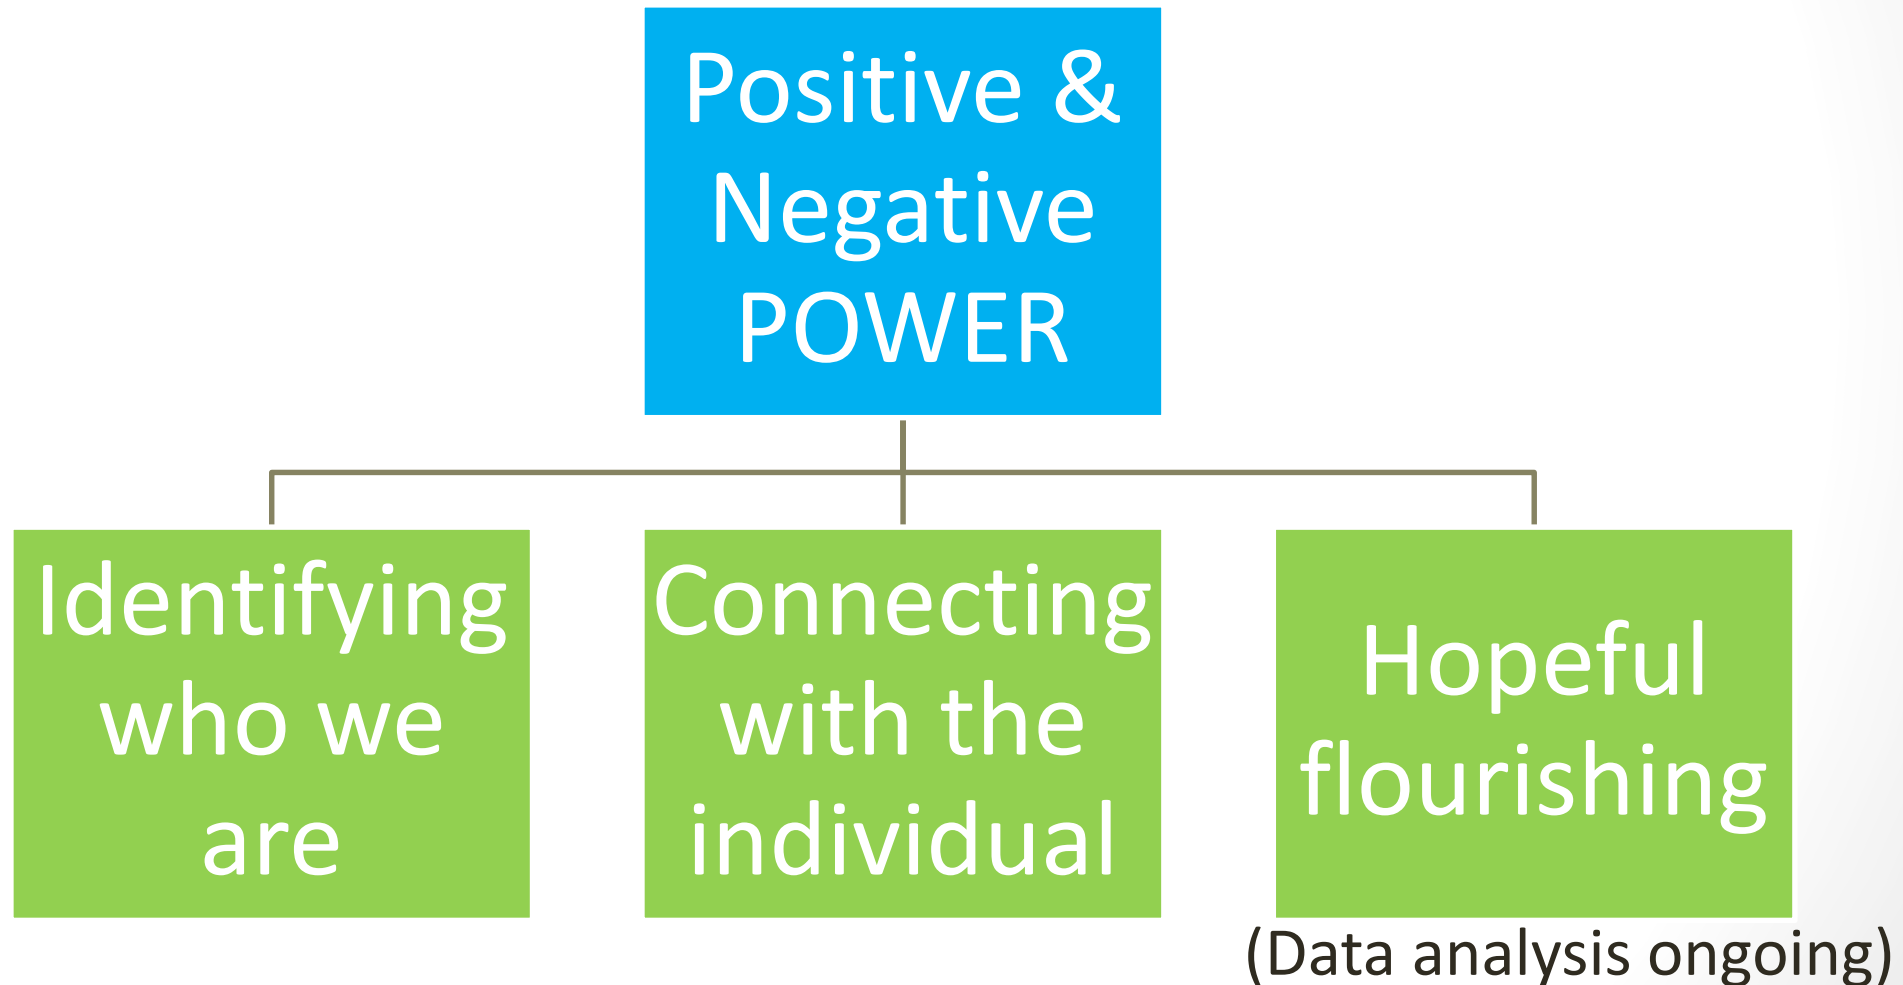 Positive &
Negative
POWER
Identifying
who we
are
Connecting
with the
individual
Hopeful
flourishing
(Data analysis ongoing)